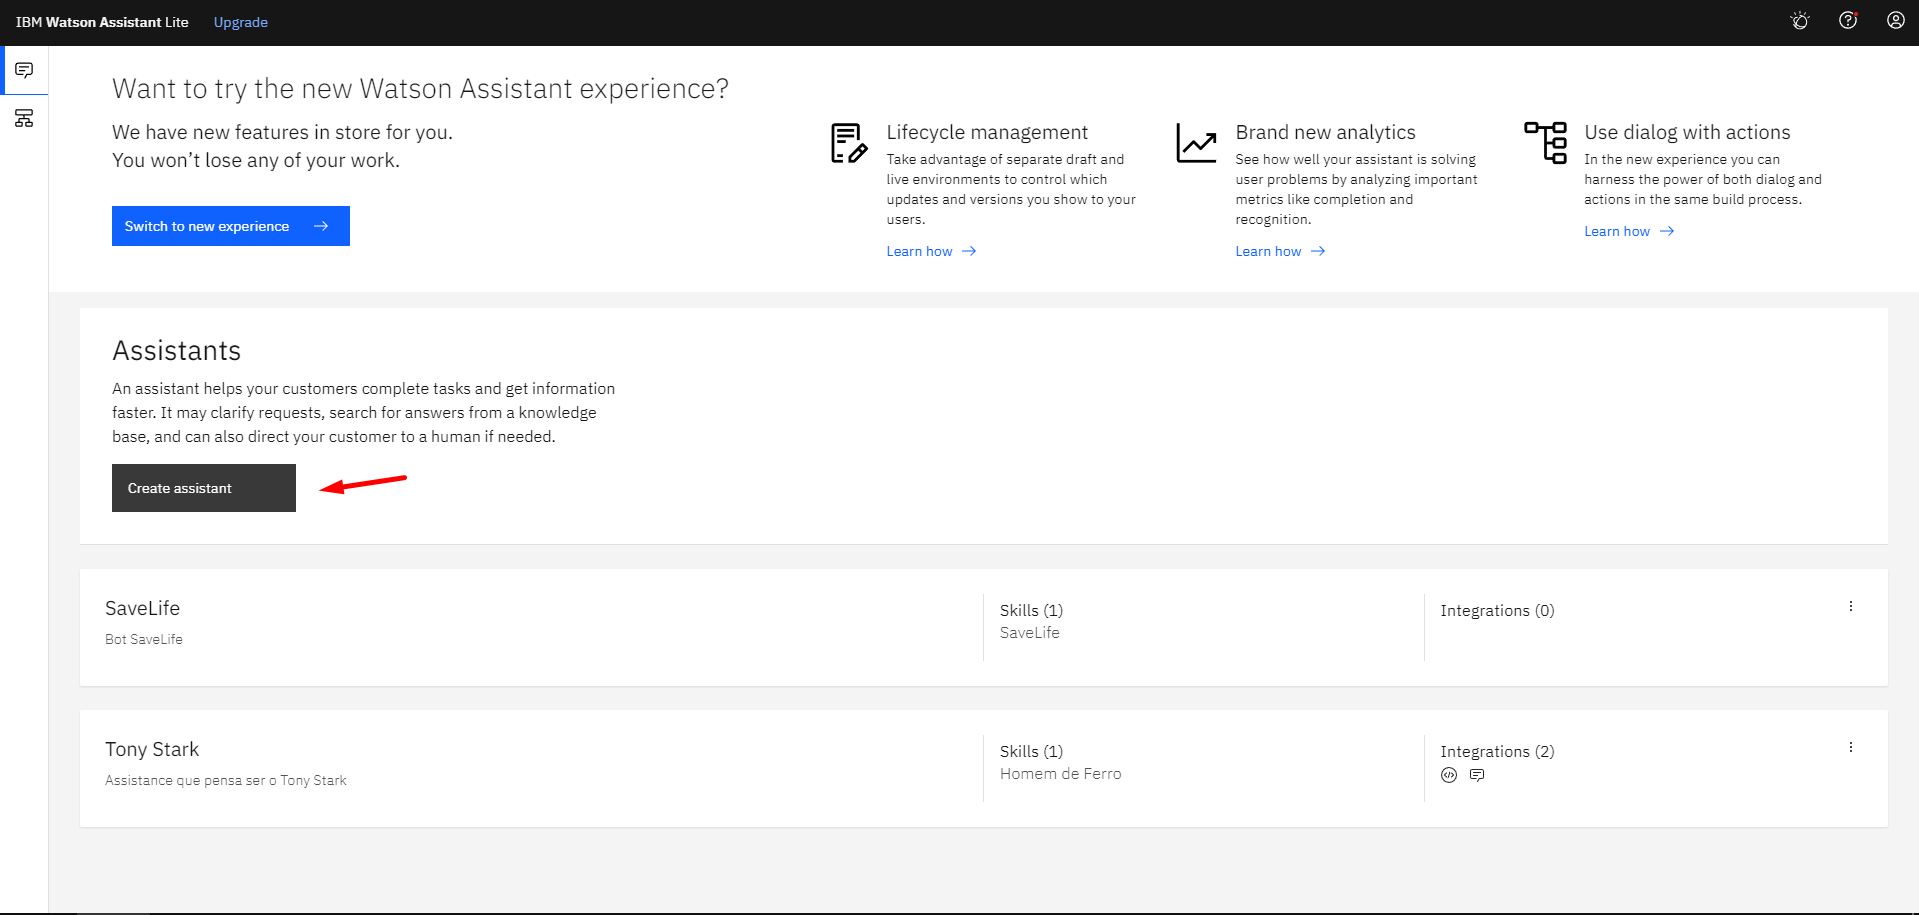 IBM Watson Assistant Lite
Upgrade
Want to try the new Watson Assistant experience?
We have new features in store for you.
You won’t lose any of your work.
Switch to new experience
Lifecycle management
Take advantage of separate draft and
live environments to control which
updates and versions you show to your
users.
Learn how
Brand new analytics
See how well your assistant is solving
user problems by analyzing important
metrics like completion and
recognition.
Learn how
Use dialog with actions
In the new experience you can
harness the power of both dialog and
actions in the same build process.
Learn how
Assistants
An assistant helps your customers complete tasks and get information
faster. It may clarify requests, search for answers from a knowledge
base, and can also direct your customer to a human if needed.
Create assistant
SaveLife
Bot SaveLife
Skills (1)
SaveLife
Integrations (0)
Tony Stark
Assistance que pensa ser o Tony Stark
Skills (1)
Homem de Ferro
Integrations (2)